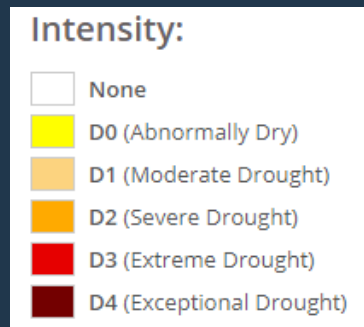 Intensity:
None
D0 (Abnormally Dry)
D1 (Moderate Drought)
D2 (Severe Drought)
D3 (Extreme Drought)
D4 (Exceptional Drought)